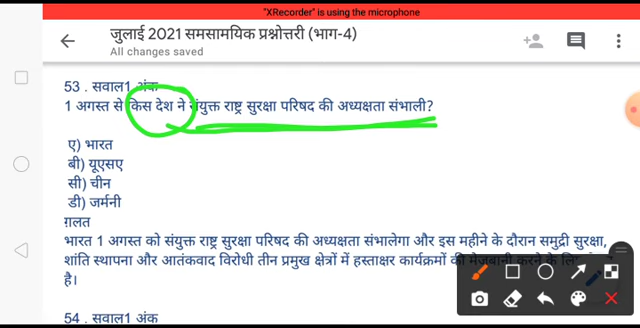 "XRecorder" is using the microphone
जुलाई 2021 समसामयिक प्रश्नोत्तरी (भाग-4)
All changes saved
53 . सवाल1 अंक
1 अगस्त से किस देश ने संयुक्त राष्ट्र सुरक्षा परिषद की अध्यक्षता संभाली?
ए) भारत
बी) यूएसए
सी) चीन
डी) जर्मनी
ग़लत
भारत 1 अगस्त को संयुक्त राष्ट्र सुरक्षा परिषद की अध्यक्षता संभालेगा और इस महीने के दौरान समुद्री सुरक्षा,
शांति स्थापना और आतंकवाद विरोधी तीन प्रमुख क्षेत्रों में हस्ताक्षर कार्यक्रमों की मेजबानी करने के
है।
54 . सवाल1 अंक